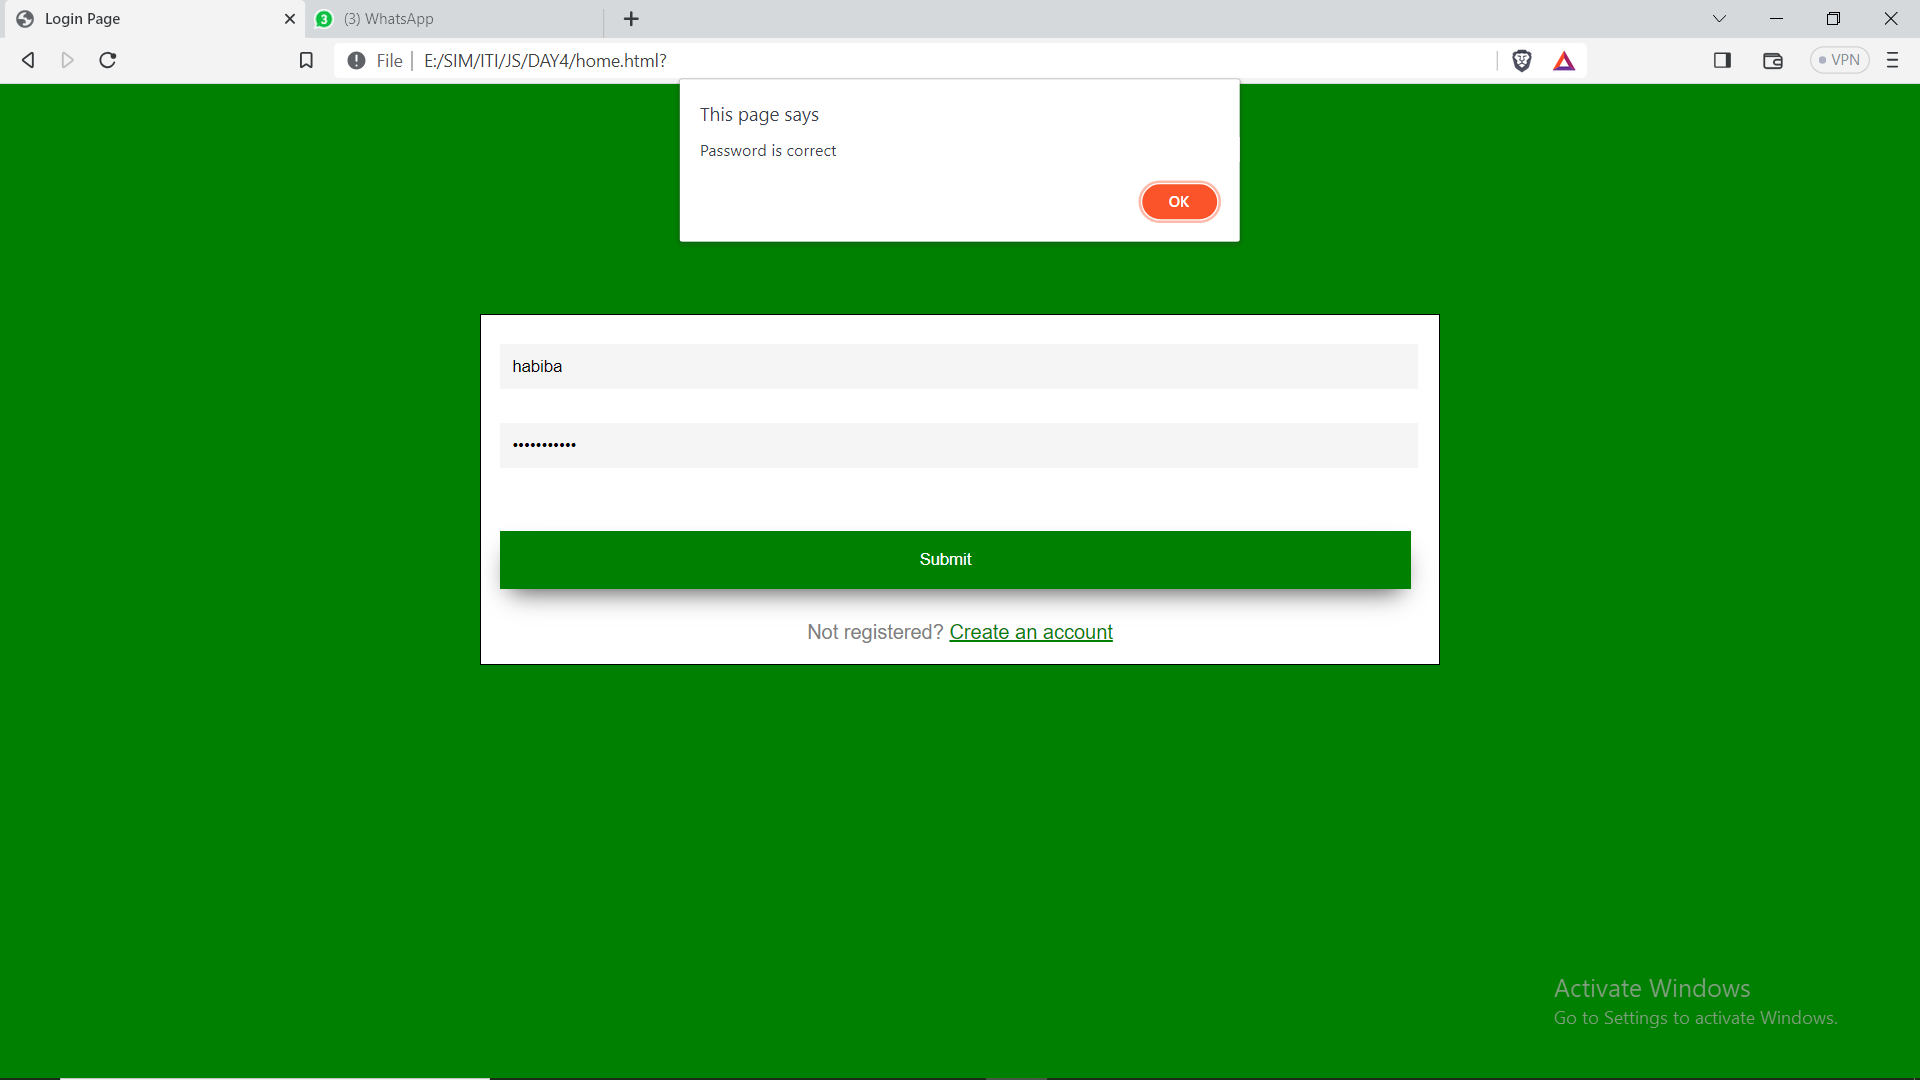 Login Page
3
(3) WhatsApp
File
E:/SIM/ITI/JS/DAY4/home.html?
VPN
This page says
Password is correct
OK
habiba
•••••••••••
Submit
Not registered? Create an account
Activate Windows
Go to Settings to activate Windows.